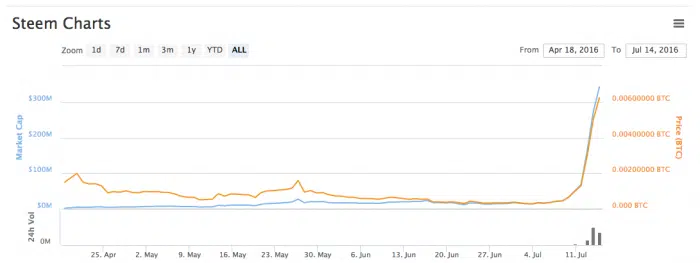 Steem Charts
Zoom 1d 7d 1m 3m 1y YTD ALL From Apr 18, 2016 To Jul 14, 2016
$300M 0.00600000 BTC
$200M 0.00400000 BTC
$100M 0.00200000 BTC
$0M 0.000 BTC
Market Cap
Price (BTC)
24h Vol
0M
25. Apr 2. May 9. May 16. May 23. May 30. May 6. Jun 13. Jun 20. Jun 27. Jun 4. Jul 11. Jul